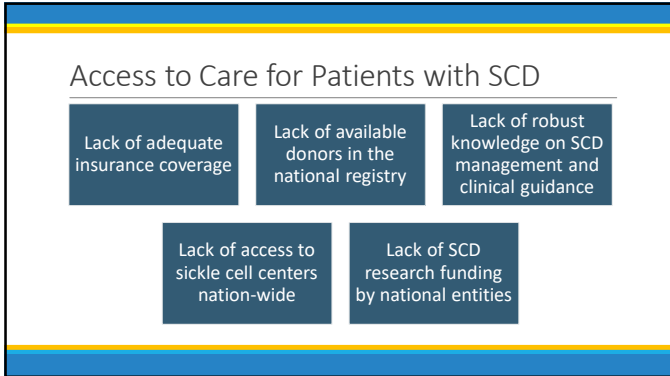 Access to Care for Patients with SCD
Lack of adequate
insurance coverage
Lack of available
donors in the
national registry
Lack of robust
knowledge on SCD
management and
clinical guidance
Lack of access to
sickle cell centers
nation-wide
Lack of SCD
research funding
by national entities